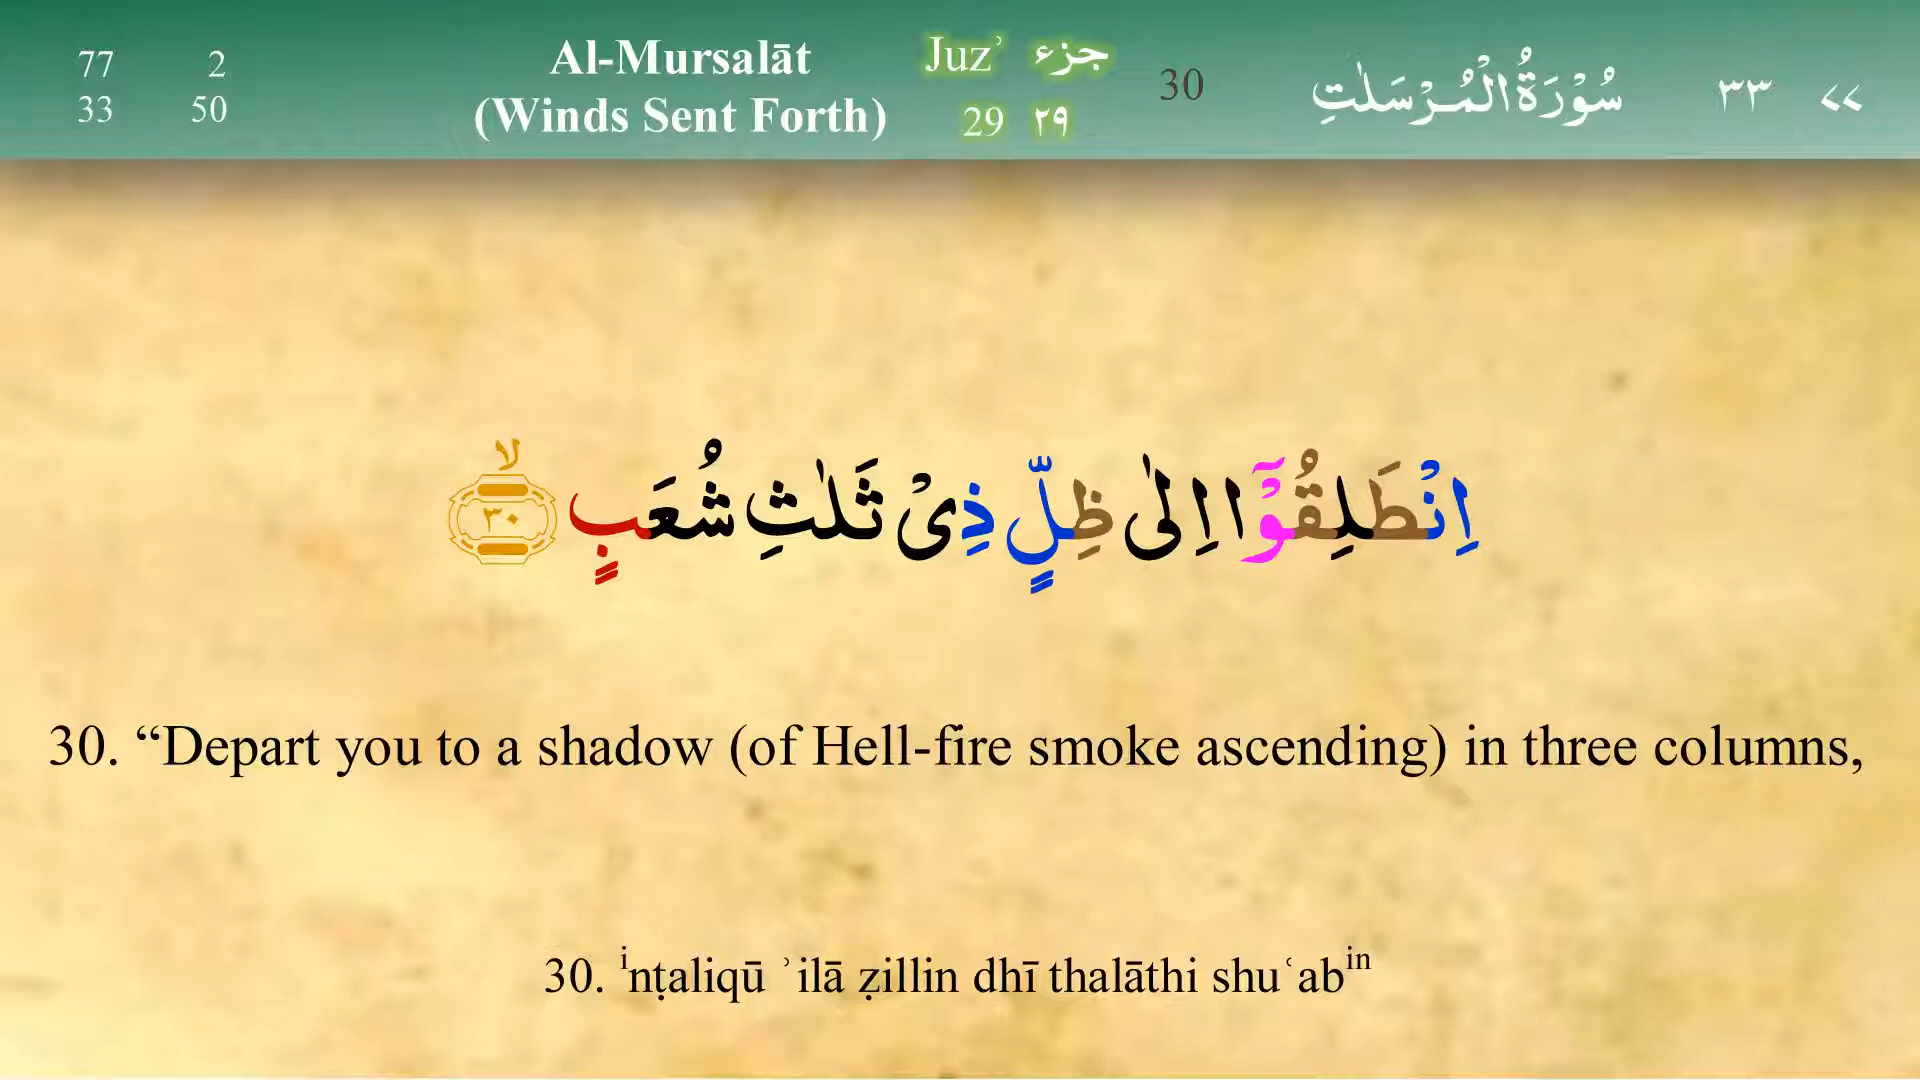 77 2
33 50
Al-Mursalāt
(Winds Sent Forth)
Juzʾ جزء
29 ٢٩
30
سُوْرَةُ الْمُرْسَلٰتِ
٣٣
<<
اِنْطَلِقُوْۤا اِلٰى ظِلٍّ ذِىْ ثَلٰثِ شُعَبٍ ۙ ٣٠
30. “Depart you to a shadow (of Hell-fire smoke ascending) in three columns,
30. ⁱnṭaliqū ʾilā ẓillin dhī thalāthi shuʿabⁱⁿ